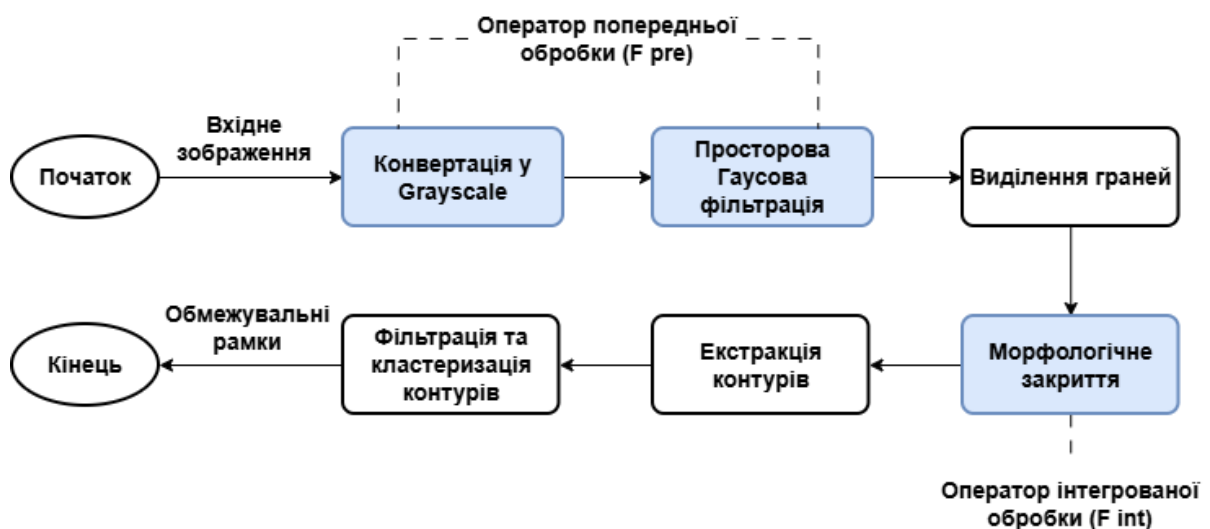 Оператор попередньої
обробки (F pre)
Вхідне
зображення
Початок
Конвертація у
Grayscale
Просторова
Гаусова
фільтрація
Виділення граней
Обмежувальні
рамки
Кінець
Фільтрація та
кластеризація
контурів
Екстракція
контурів
Морфологічне
закриття
Оператор інтегрованої
обробки (F int)